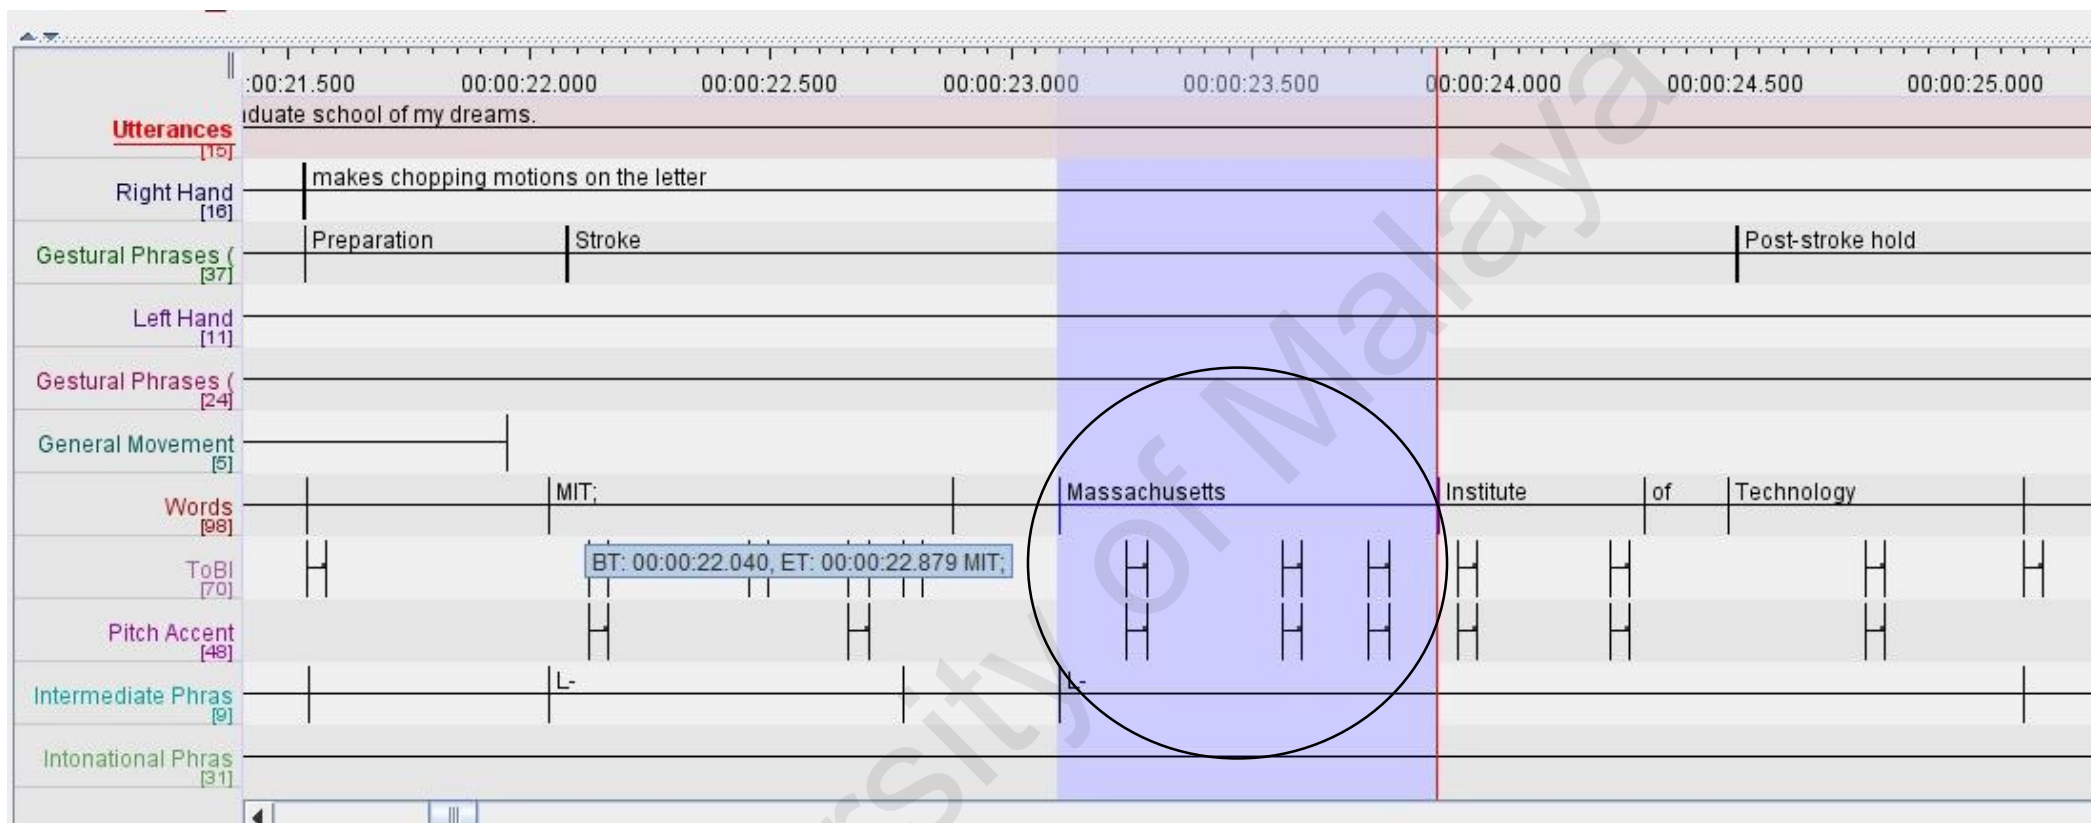 :00:21.500 00:00:22.000 00:00:22.500 00:00:23.000 00:00:23.500 00:00:24.000 00:00:24.500 00:00:25.000
duate school of my dreams.
Utterances
[15]
makes chopping motions on the letter
Right Hand
[16]
Preparation Stroke Post-stroke hold
Gestural Phrases (
[37]
Left Hand
[11]
Gestural Phrases (
[24]
General Movement
[5]
MIT; Massachusetts Institute of Technology
Words
[98]
BT: 00:00:22.040, ET: 00:00:22.879 MIT;
ToBI
[70]
Pitch Accent
[48]
L- L-
Intermediate Phras
[9]
Intonational Phras
[31]
rsity of Malaya